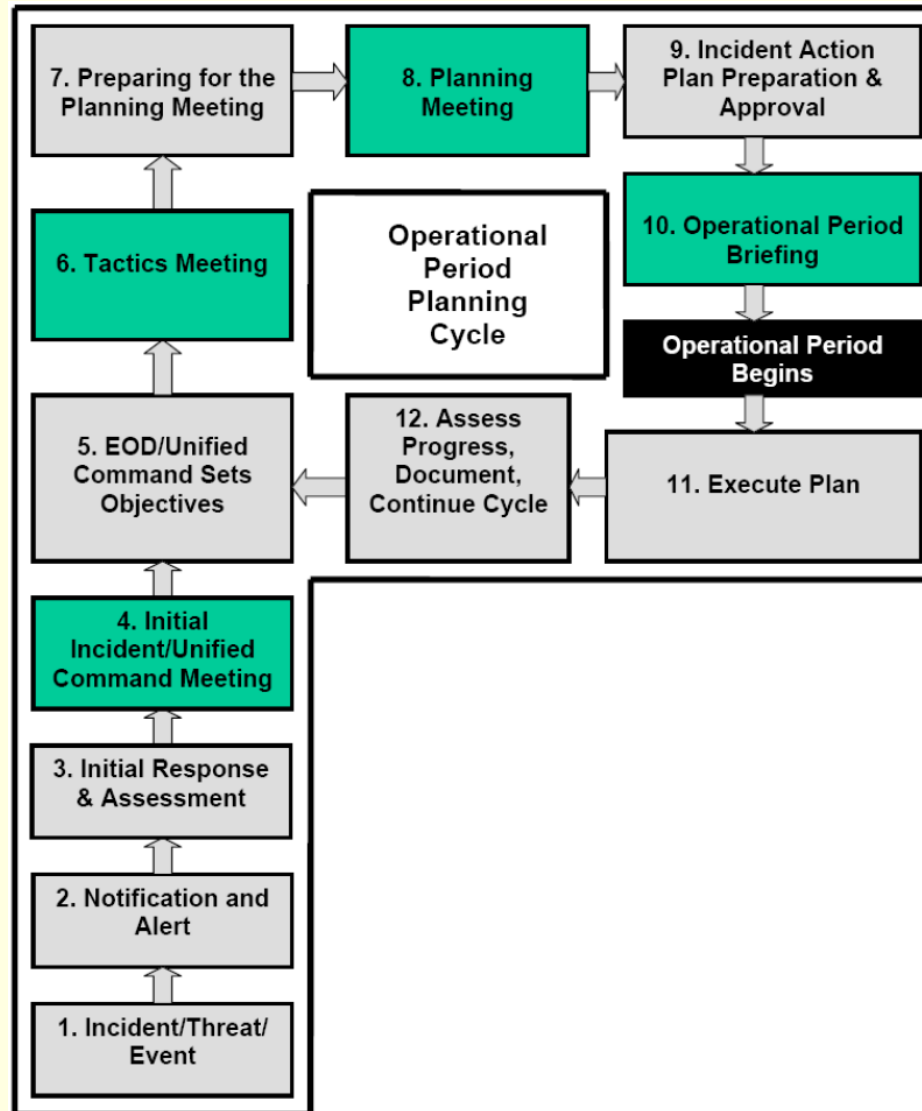 7. Preparing for the
Planning Meeting
8. Planning
Meeting
9. Incident Action
Plan Preparation &
Approval
6. Tactics Meeting
Operational
Period
Planning
Cycle
10. Operational Period
Briefing
Operational Period
Begins
5. EOD/Unified
Command Sets
Objectives
12. Assess
Progress,
Document,
Continue Cycle
11. Execute Plan
4. Initial
Incident/Unified
Command Meeting
3. Initial Response
& Assessment
2. Notification and
Alert
1. Incident/Threat/
Event